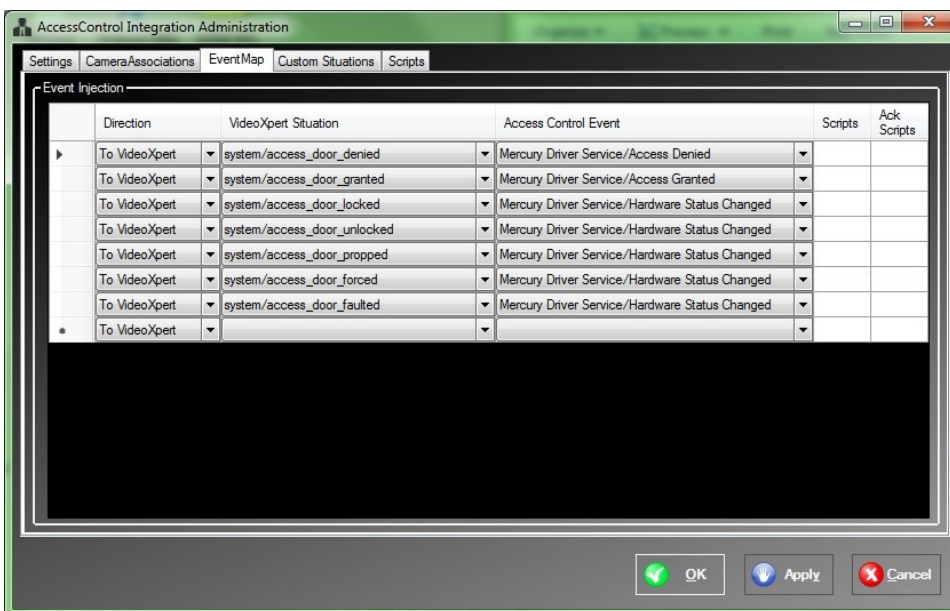 AccessControl Integration Administration
Settings CameraAssociations EventMap Custom Situations Scripts
Event Injection
Direction VideoXpert Situation Access Control Event Scripts Ack Scripts
To VideoXpert system/access_door_denied Mercury Driver Service/Access Denied
To VideoXpert system/access_door_granted Mercury Driver Service/Access Granted
To VideoXpert system/access_door_locked Mercury Driver Service/Hardware Status Changed
To VideoXpert system/access_door_unlocked Mercury Driver Service/Hardware Status Changed
To VideoXpert system/access_door_propped Mercury Driver Service/Hardware Status Changed
To VideoXpert system/access_door_forced Mercury Driver Service/Hardware Status Changed
To VideoXpert system/access_door_faulted Mercury Driver Service/Hardware Status Changed
To VideoXpert
OK Apply Cancel